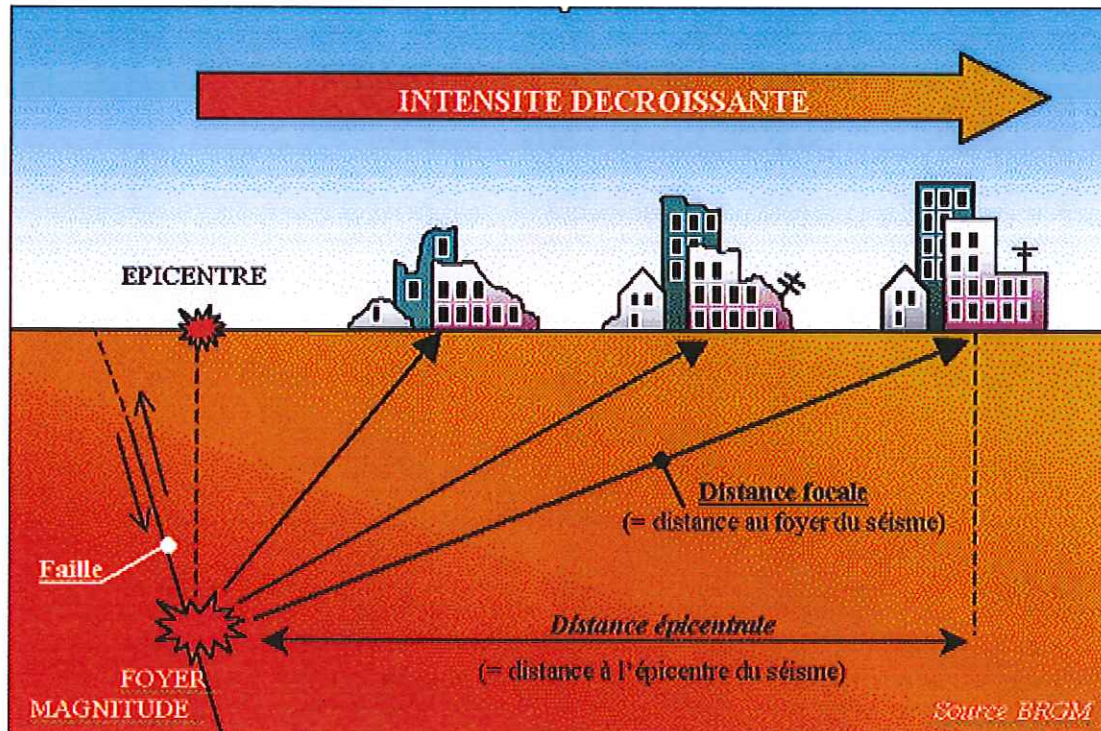 INTENSITE DECROISSANTE
EPICENTRE
Distance focale
(= distance au foyer du séisme)
Faille
Distance épicentrale
(= distance à l'épicentre du séisme)
FOYER
MAGNITUDE
Source BRGM